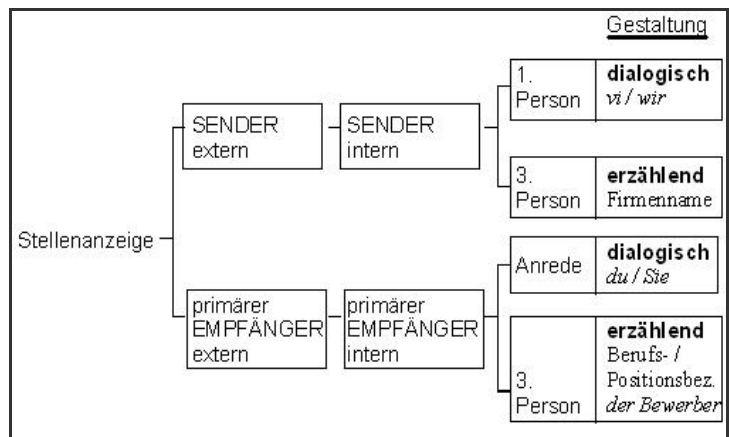 Gestaltung
1.
Person
dialogisch
vi / wir
SENDER
extern
SENDER
intern
3.
Person
erzählend
Firmenname
Stellenanzeige
Anrede
dialogisch
du / Sie
primärer
EMPFÄNGER
extern
primärer
EMPFÄNGER
intern
3.
Person
erzählend
Berufs- /
Positionsbez.
der Bewerber